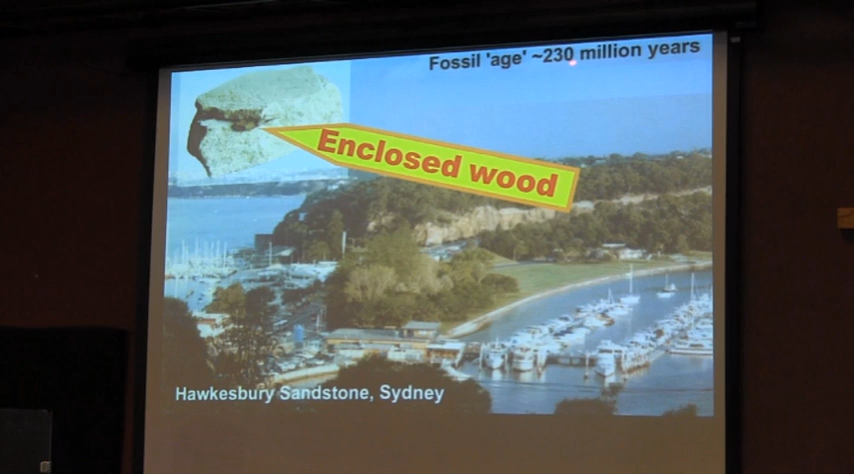 Fossil 'age' ~230 million years
Enclosed wood
Hawkesbury Sandstone, Sydney